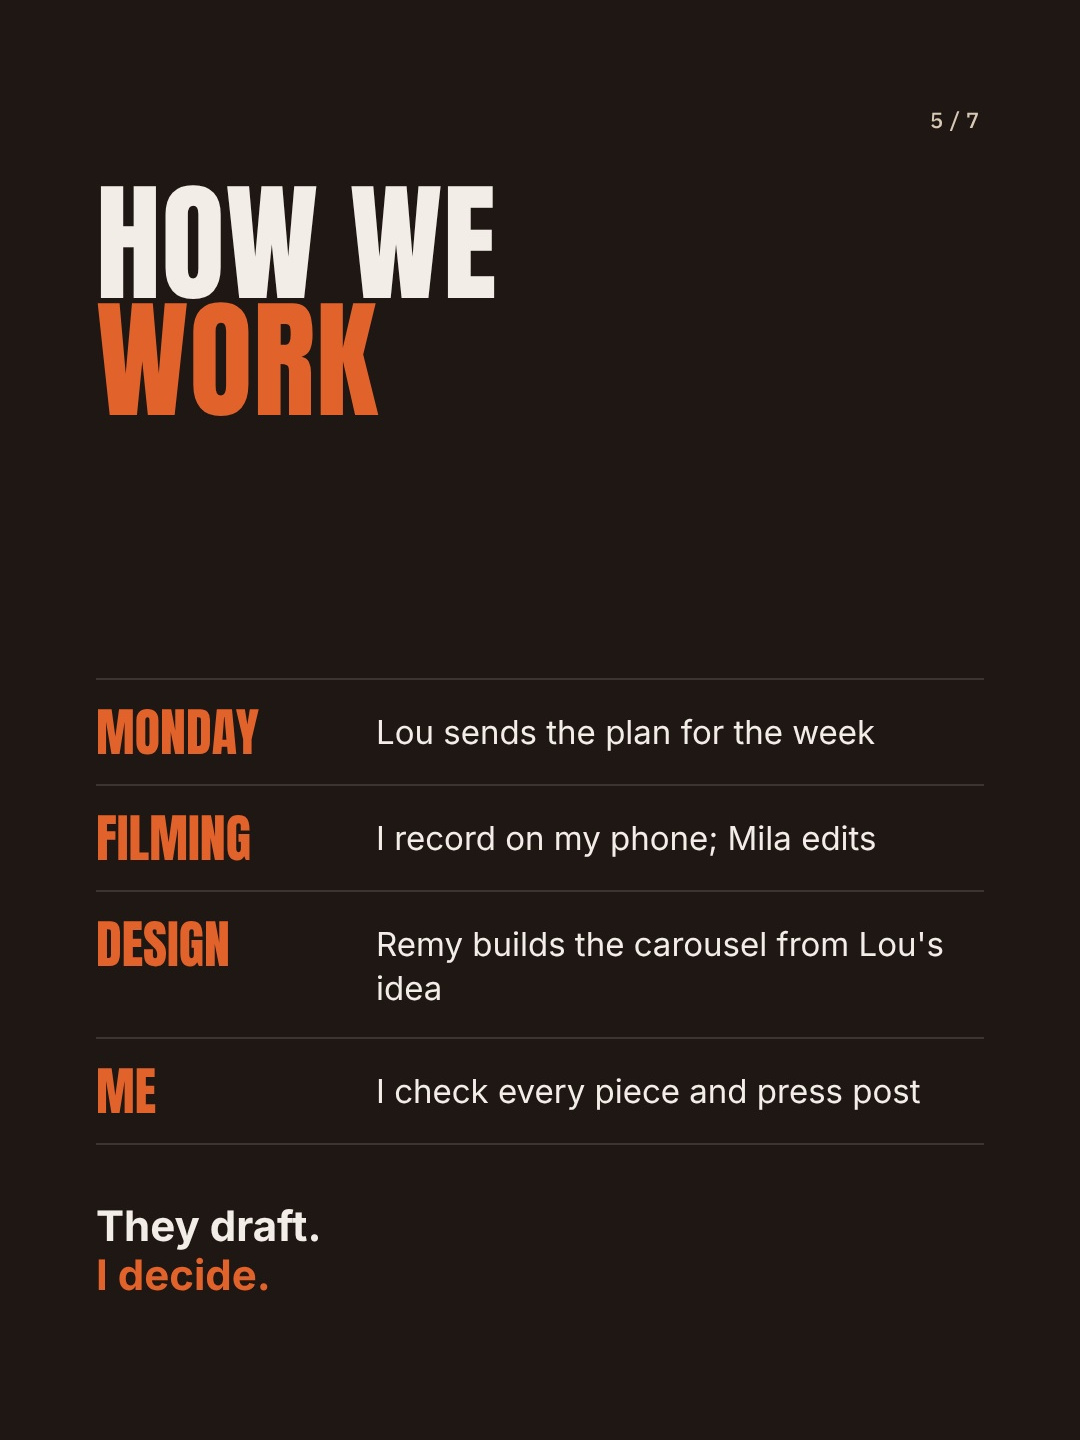 5 / 7
HOW WE
WORK
MONDAY
Lou sends the plan for the week
FILMING
I record on my phone; Mila edits
DESIGN
Remy builds the carousel from Lou's
idea
ME
I check every piece and press post
They draft.
I decide.